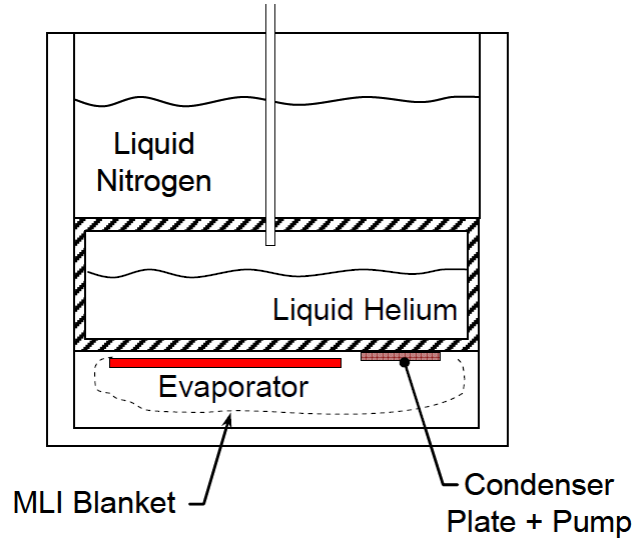 Liquid
Nitrogen
Liquid Helium
Evaporator
MLI Blanket
Condenser
Plate + Pump